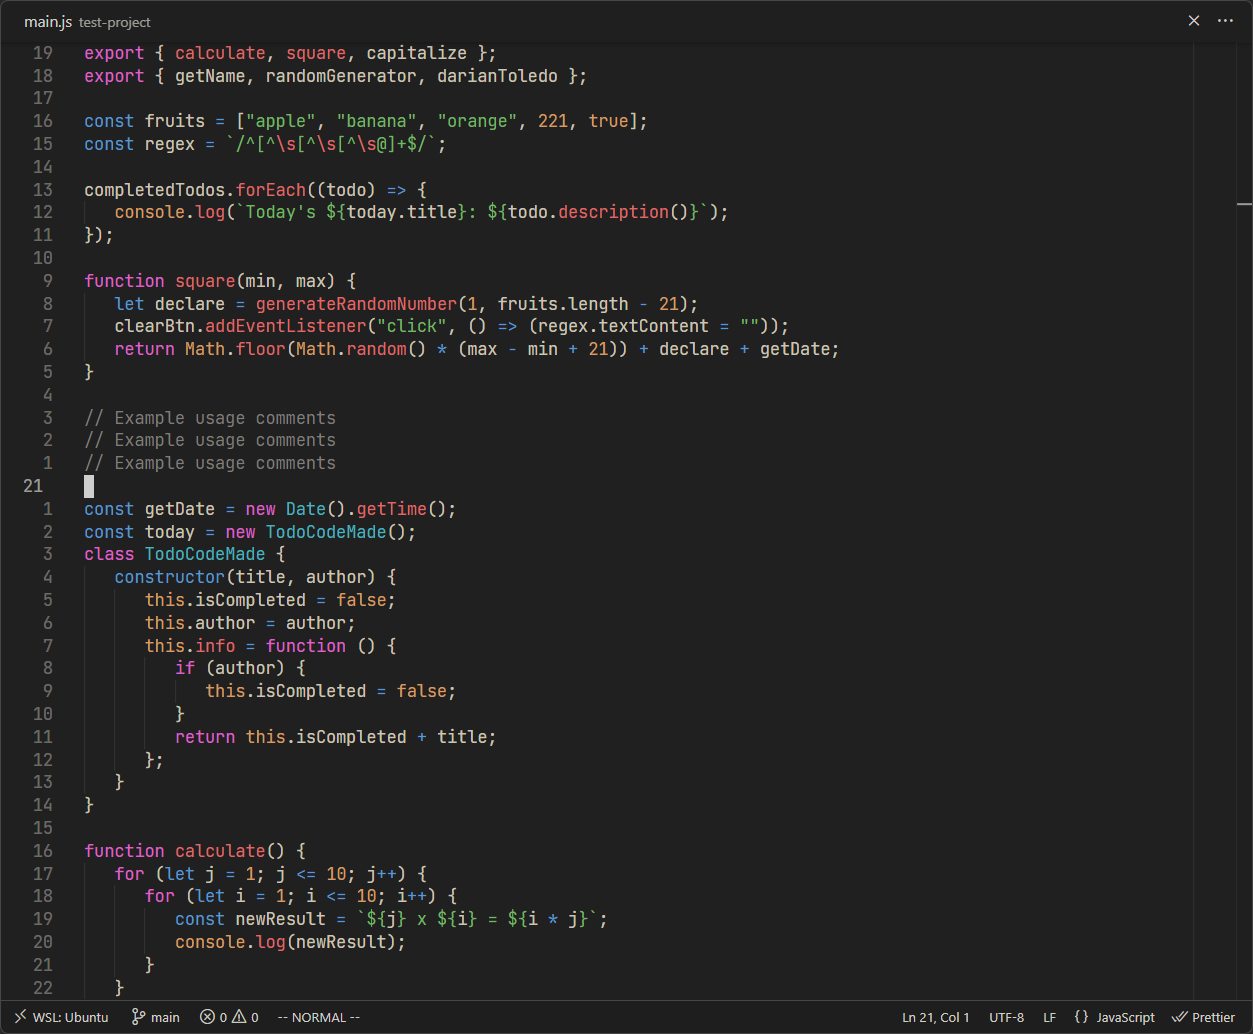 main.js test-project
19 export { calculate, square, capitalize };
18 export { getName, randomGenerator, darianToledo };
17
16 const fruits = ["apple", "banana", "orange", 221, true];
15 const regex = `/^[^\s[^\s[^\s@]+$/`;
14
13 completedTodos.forEach((todo) => {
12    console.log(`Today's ${today.title}: ${todo.description()}`);
11 });
10
9 function square(min, max) {
8    let declare = generateRandomNumber(1, fruits.length - 21);
7    clearBtn.addEventListener("click", () => (regex.textContent = ""));
6    return Math.floor(Math.random() * (max - min + 21)) + declare + getDate;
5 }
4
3 // Example usage comments
2 // Example usage comments
1 // Example usage comments
21
1 const getDate = new Date().getTime();
2 const today = new TodoCodeMade();
3 class TodoCodeMade {
4    constructor(title, author) {
5       this.isCompleted = false;
6       this.author = author;
7       this.info = function () {
8          if (author) {
9             this.isCompleted = false;
10          }
11          return this.isCompleted + title;
12       };
13    }
14 }
15
16 function calculate() {
17    for (let j = 1; j <= 10; j++) {
18       for (let i = 1; i <= 10; i++) {
19          const newResult = `${j} x ${i} = ${i * j}`;
20          console.log(newResult);
21       }
22    }
WSL: Ubuntu main 0 0 -- NORMAL -- Ln 21, Col 1 UTF-8 LF {} JavaScript Prettier